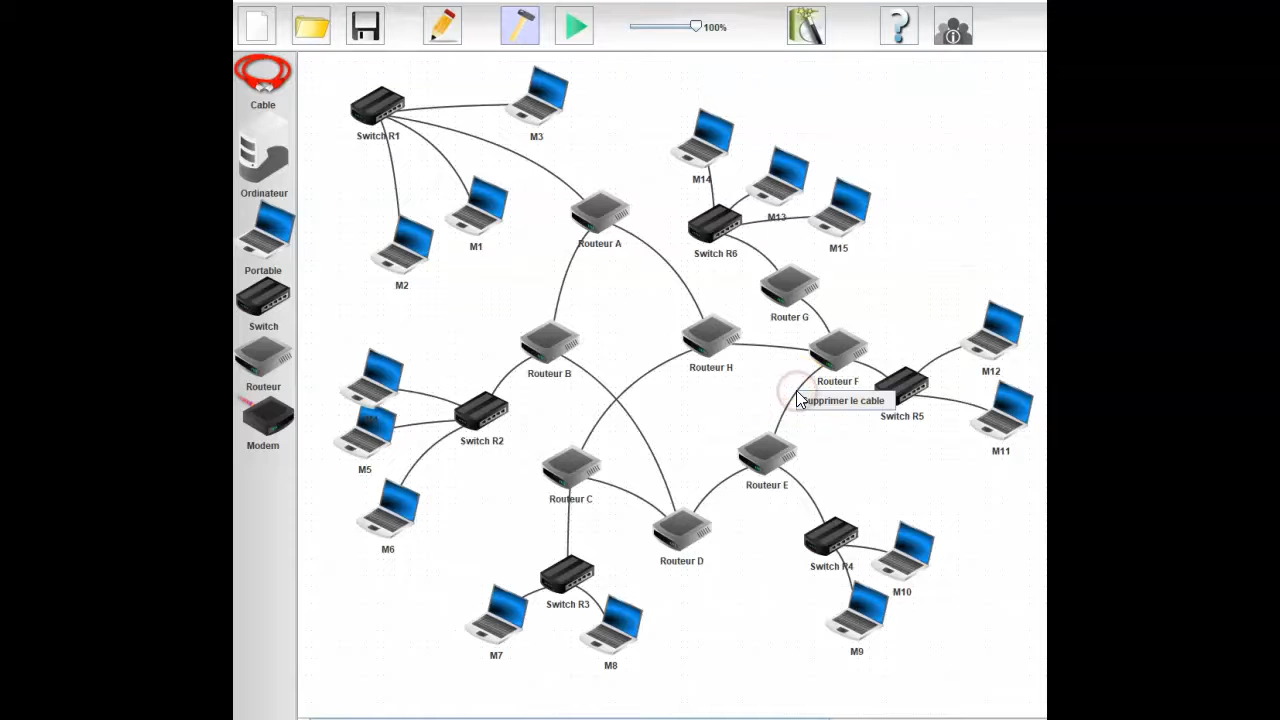 100%
Cable
Ordinateur
Portable
Switch
Routeur
Modem
Switch R1
M3
M1
M2
Routeur A
M14
M13
M15
Switch R6
Router G
Routeur B
Routeur H
Routeur F
M12
Supprimer le cable
Switch R5
M11
M5
Switch R2
M6
Routeur C
Routeur E
Routeur D
Switch R4
M10
Switch R3
M7
M8
M9